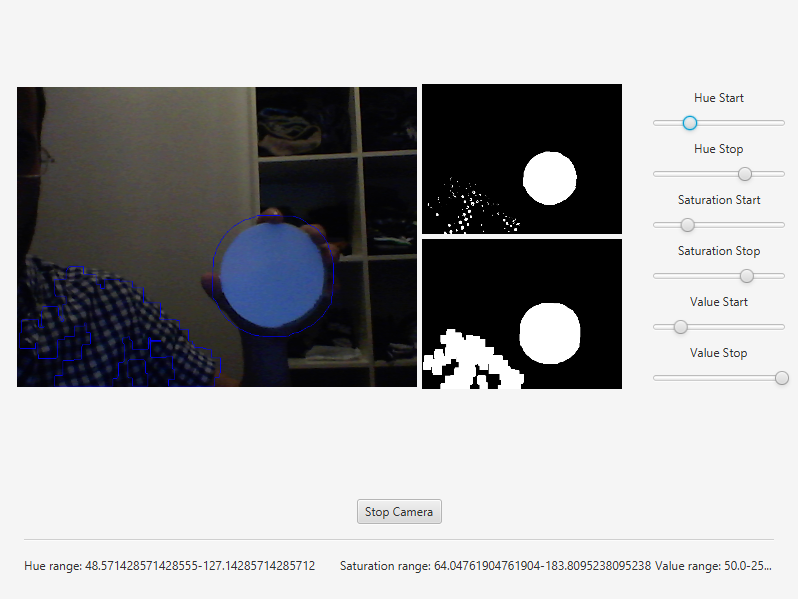 Hue Start
Hue Stop
Saturation Start
Saturation Stop
Value Start
Value Stop
Stop Camera
Hue range: 48.571428571428555-127.14285714285712 Saturation range: 64.04761904761904-183.8095238095238 Value range: 50.0-25...